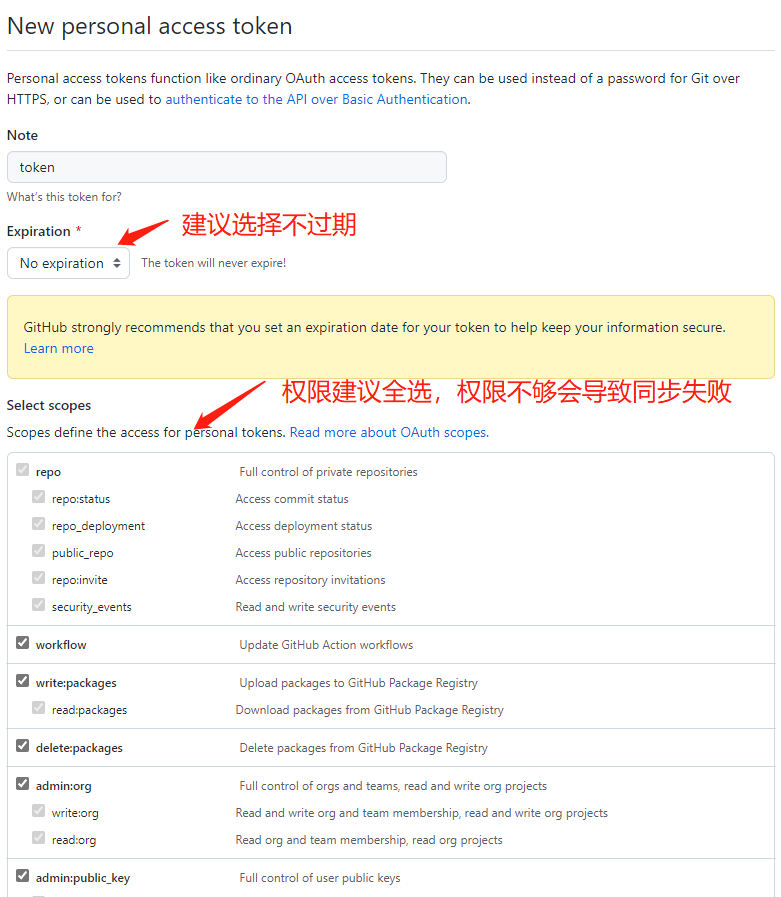 New personal access token
Personal access tokens function like ordinary OAuth access tokens. They can be used instead of a password for Git over
HTTPS, or can be used to authenticate to the API over Basic Authentication.
Note
token
What's this token for?
Expiration *
建议选择不过期
No expiration
The token will never expire!
GitHub strongly recommends that you set an expiration date for your token to help keep your information secure.
Learn more
权限建议全选，权限不够会导致同步失败
Select scopes
Scopes define the access for personal tokens. Read more about OAuth scopes.
repo Full control of private repositories
repo:status Access commit status
repo_deployment Access deployment status
public_repo Access public repositories
repo:invite Access repository invitations
security_events Read and write security events
workflow Update GitHub Action workflows
write:packages Upload packages to GitHub Package Registry
read:packages Download packages from GitHub Package Registry
delete:packages Delete packages from GitHub Package Registry
admin:org Full control of orgs and teams, read and write org projects
write:org Read and write org and team membership, read and write org projects
read:org Read org and team membership, read org projects
admin:public_key Full control of user public keys